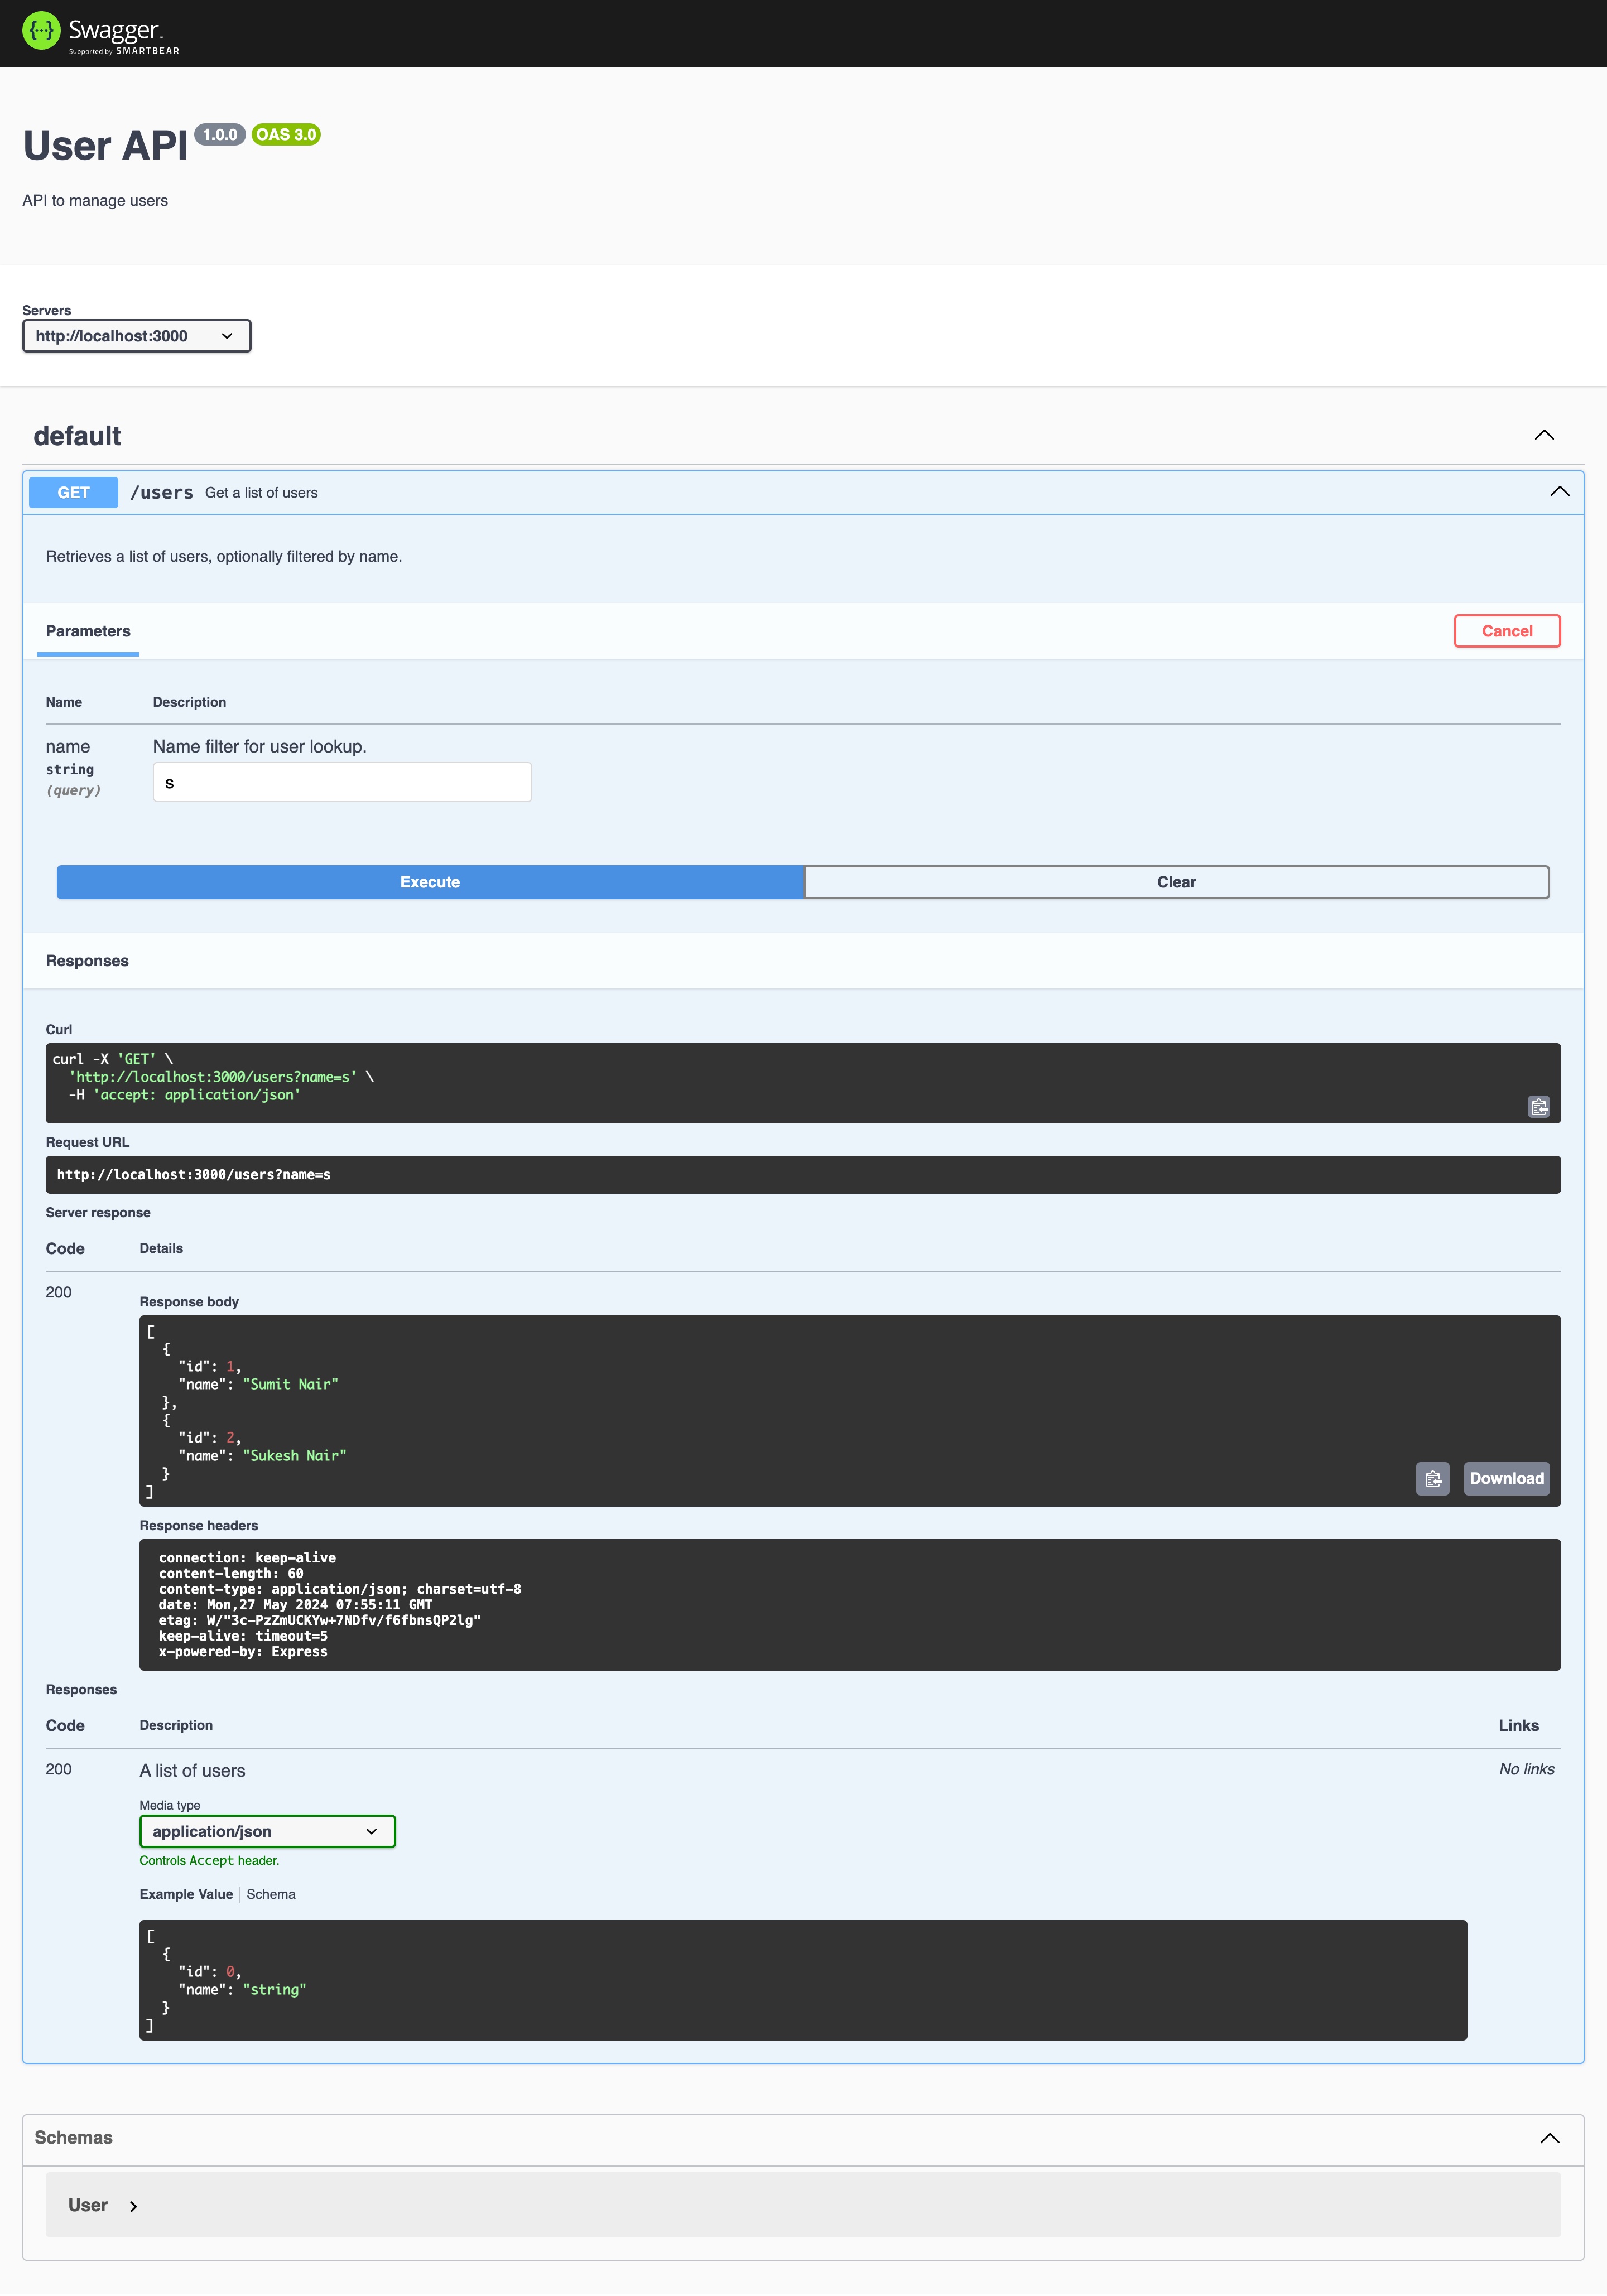 Swagger
Supported by SMARTBEAR
User API 1.0.0 OAS 3.0
API to manage users
Servers
http://localhost:3000
default
GET /users Get a list of users
Retrieves a list of users, optionally filtered by name.
Parameters Cancel
Name Description
name Name filter for user lookup.
string
(query)
s
Execute Clear
Responses
Curl
curl -X 'GET' \
  'http://localhost:3000/users?name=s' \
  -H 'accept: application/json'
Request URL
http://localhost:3000/users?name=s
Server response
Code Details
200
Response body
[
  {
    "id": 1,
    "name": "Sumit Nair"
  },
  {
    "id": 2,
    "name": "Sukesh Nair"
  }
]
Download
Response headers
connection: keep-alive
content-length: 60
content-type: application/json; charset=utf-8
date: Mon,27 May 2024 07:55:11 GMT
etag: W/"3c-PzZmUCKYw+7NDfv/f6fbnsQP2lg"
keep-alive: timeout=5
x-powered-by: Express
Responses
Code Description Links
200 A list of users No links
Media type
application/json
Controls Accept header.
Example Value Schema
[
  {
    "id": 0,
    "name": "string"
  }
]
Schemas
User